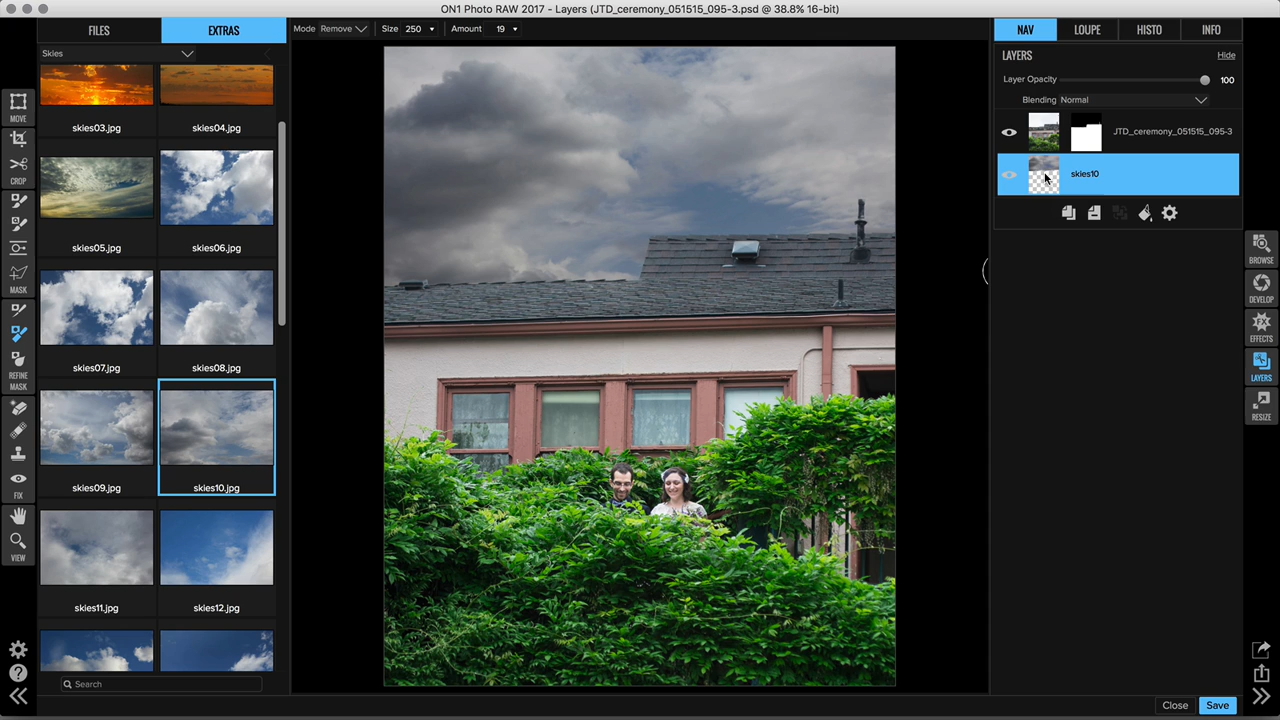 ON1 Photo RAW 2017 - Layers (JTD_ceremony_051515_095-3.psd @ 38.8% 16-bit)
FILES
EXTRAS
Mode Remove
Size 250
Amount 19
NAV
LOUPE
HISTO
INFO
Skies
skies03.jpg
skies04.jpg
skies05.jpg
skies06.jpg
skies07.jpg
skies08.jpg
skies09.jpg
skies10.jpg
skies11.jpg
skies12.jpg
Search
MOVE
CROP
MASK
REFINE
MASK
FIX
VIEW
LAYERS
Hide
Layer Opacity
100
Blending Normal
JTD_ceremony_051515_095-3
skies10
BROWSE
DEVELOP
FX
EFFECTS
LAYERS
RESIZE
Close
Save